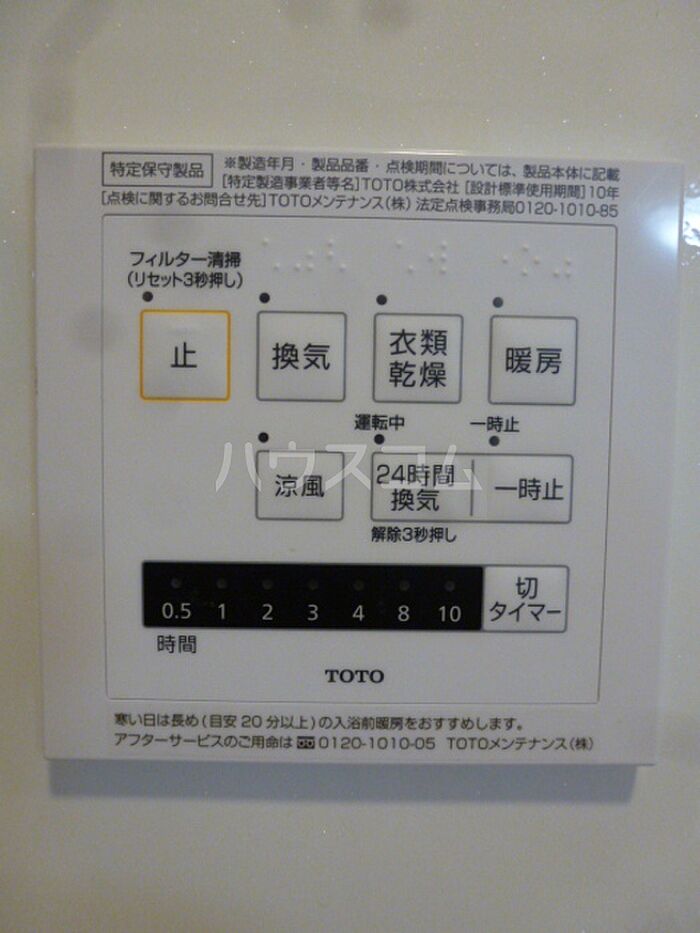 特定保守製品
※製造年月・製品品番・点検期間については、製品本体に記載
[特定製造事業者等名]TOTO株式会社 [設計標準使用期間]10年
[点検に関するお問合せ先]TOTOメンテナンス(株) 法定点検事務局0120-1010-85
フィルター清掃
(リセット3秒押し)
止
換気
衣類
乾燥
暖房
運転中
一時止
涼風
24時間
換気
一時止
解除3秒押し
ハウスコム
0.5 1 2 3 4 8 10
時間
切
タイマー
TOTO
寒い日は長め(目安20分以上)の入浴前暖房をおすすめします。
アフターサービスのご用命は 0120-1010-05 TOTOメンテナンス(株)